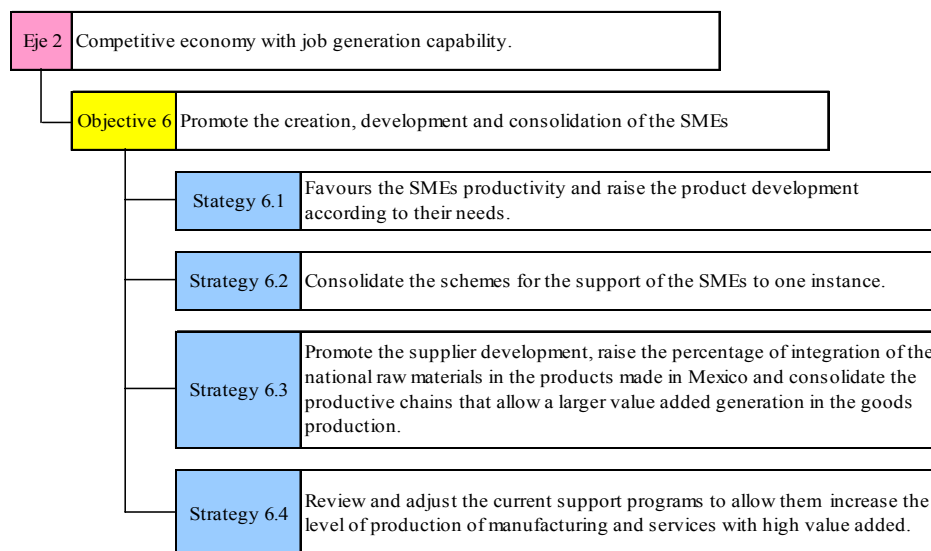 Eje 2 Competitive economy with job generation capability.
Objective 6 Promote the creation, development and consolidation of the SMEs
Stategy 6.1
Favours the SMEs productivity and raise the product development
according to their needs.
Strategy 6.2 Consolidate the schemes for the support of the SMEs to one instance.
Strategy 6.3
Promote the supplier development, raise the percentage of integration of the
national raw materials in the products made in Mexico and consolidate the
productive chains that allow a larger value added generation in the goods
production.
Strategy 6.4
Review and adjust the current support programs to allow them increase the
level of production of manufacturing and services with high value added.